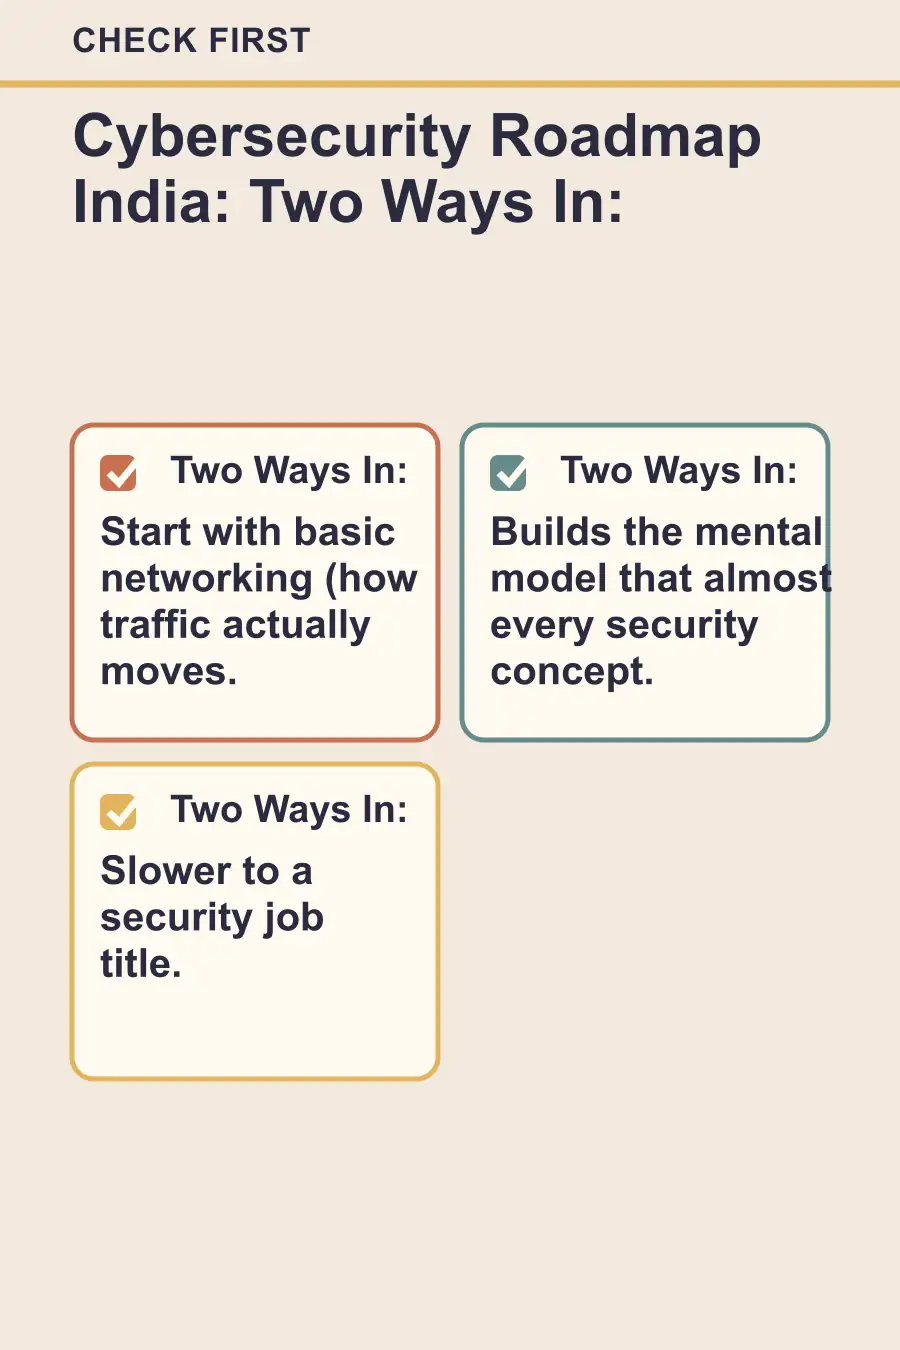 CHECK FIRST
Cybersecurity Roadmap
India: Two Ways In:
Two Ways In:
Start with basic
networking (how
traffic actually
moves.
Two Ways In:
Builds the mental
model that almost
every security
concept.
Two Ways In:
Slower to a
security job
title.